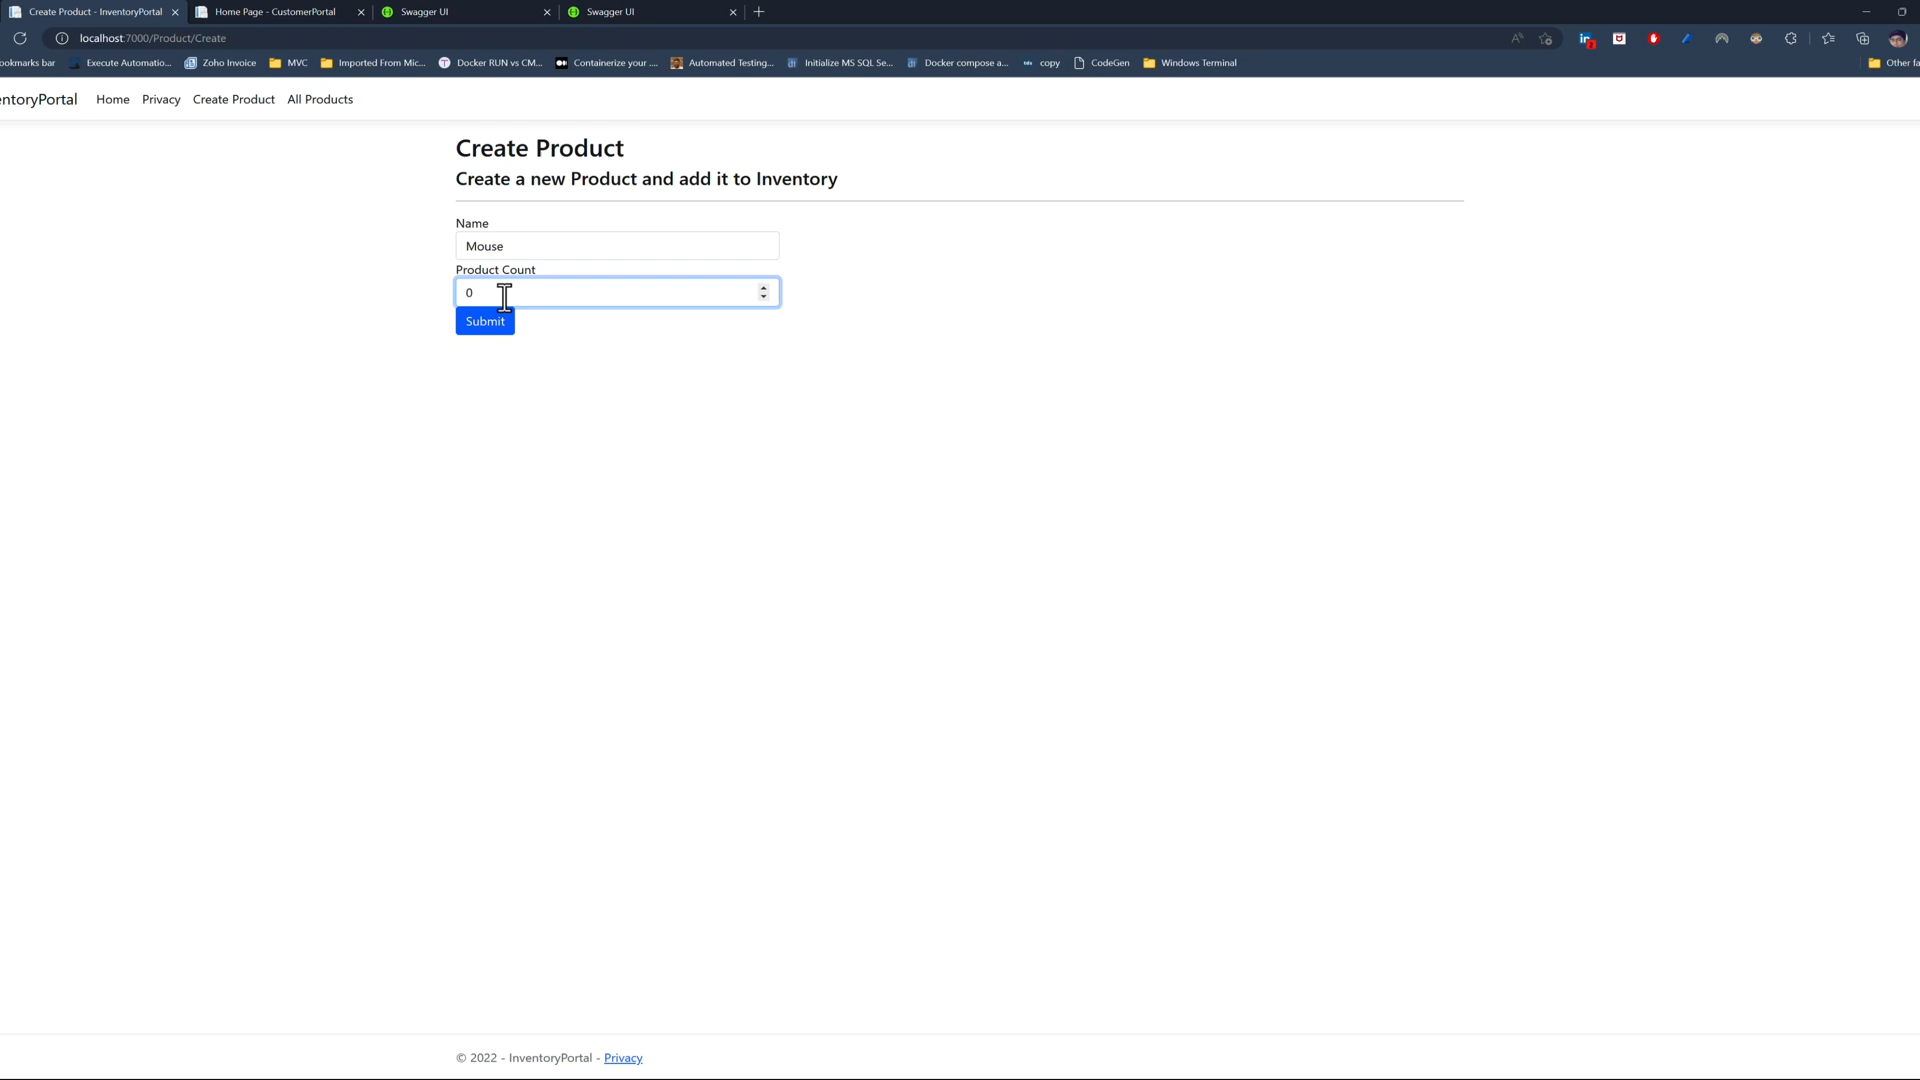 Create Product - InventoryPortal
Home Page - CustomerPortal
Swagger UI
Swagger UI
localhost:7000/Product/Create
ookmarks bar
Execute Automatio...
Zoho Invoice
MVC
Imported From Mic...
Docker RUN vs CM...
Containerize your ....
Automated Testing...
Initialize MS SQL Se...
Docker compose a...
copy
CodeGen
Windows Terminal
Other fa
entoryPortal
Home
Privacy
Create Product
All Products
Create Product
Create a new Product and add it to Inventory
Name
Mouse
Product Count
0
Submit
© 2022 - InventoryPortal - Privacy